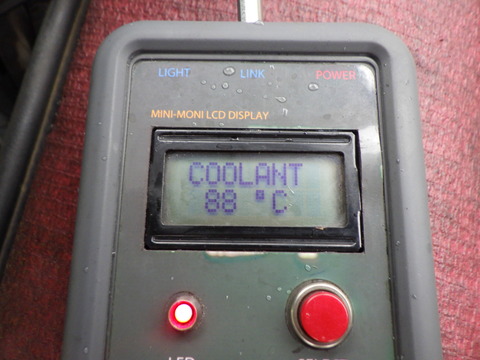 LIGHT LINK POWER
MINI-MONI LCD DISPLAY
COOLANT
88 °C